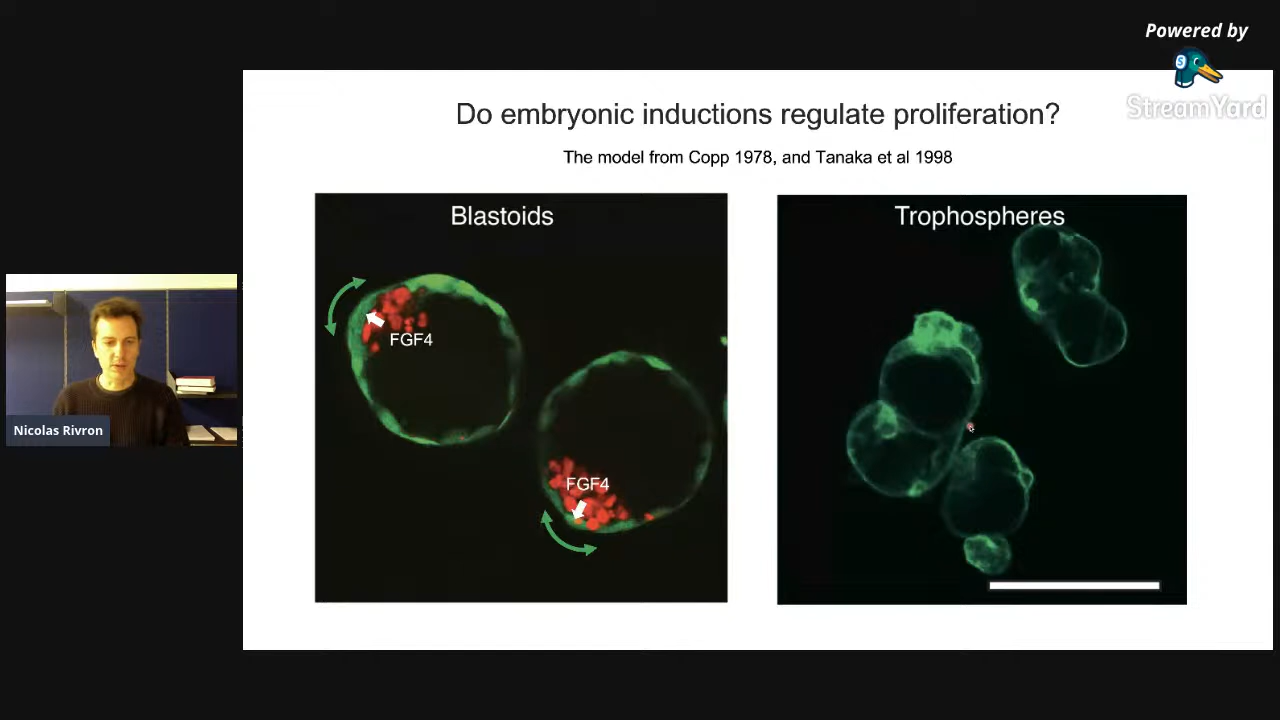 Powered by
S
StreamYard
Do embryonic inductions regulate proliferation?
The model from Copp 1978, and Tanaka et al 1998
Blastoids
Trophospheres
FGF4
FGF4
Nicolas Rivron